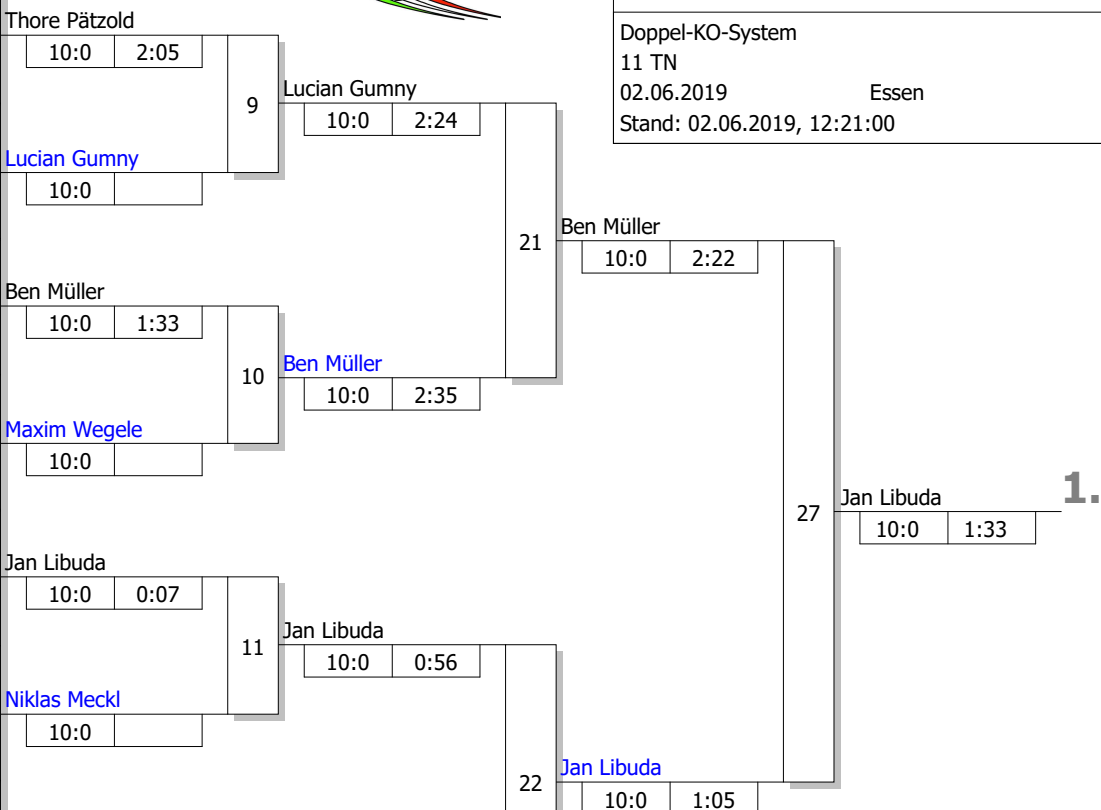 Thore Pätzold
10:0 2:05
Doppel-KO-System
11 TN
02.06.2019 Essen
Stand: 02.06.2019, 12:21:00
9
Lucian Gumny
10:0 2:24
Lucian Gumny
10:0
21
Ben Müller
10:0 2:22
Ben Müller
10:0 1:33
10
Ben Müller
10:0 2:35
Maxim Wegele
10:0
27
Jan Libuda
10:0 1:33
1.
Jan Libuda
10:0 0:07
11
Jan Libuda
10:0 0:56
Niklas Meckl
10:0
22
Jan Libuda
10:0 1:05